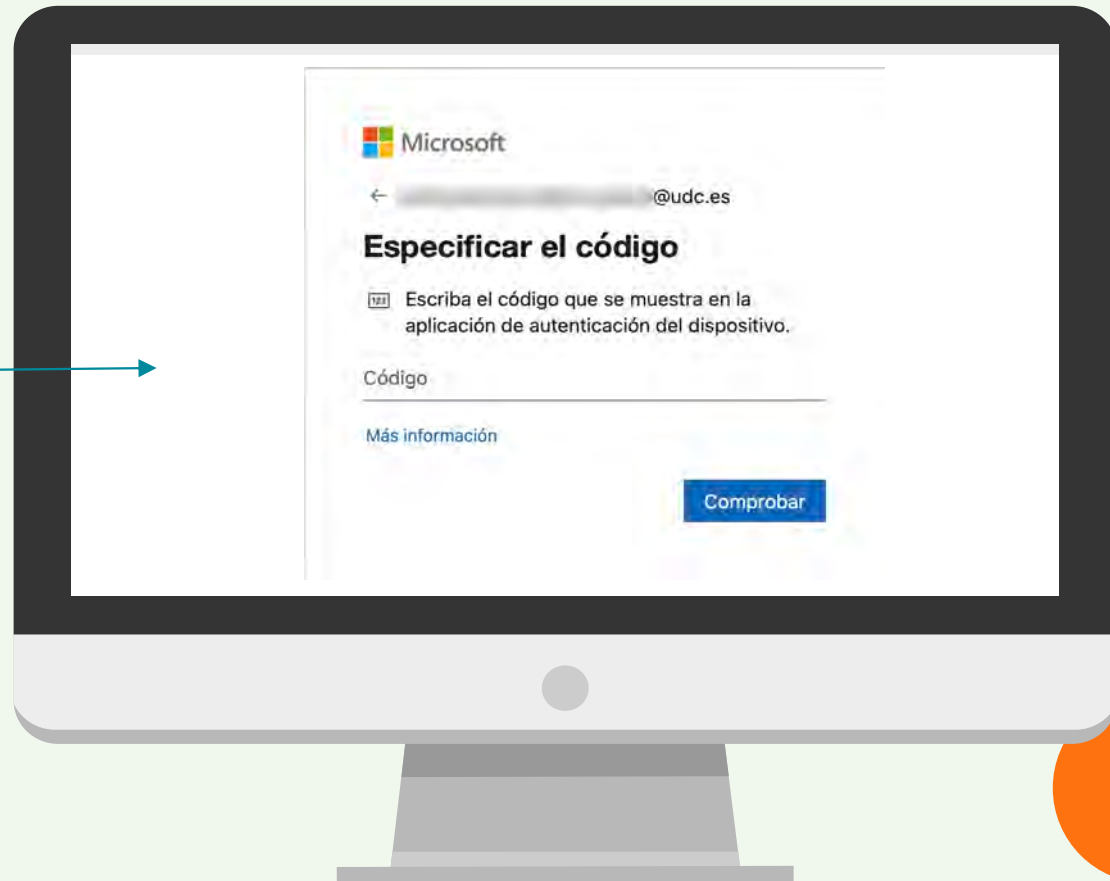 Microsoft
@udc.es
Especificar el código
Escriba el código que se muestra en la
aplicación de autenticación del dispositivo.
Código
Más información
Comprobar